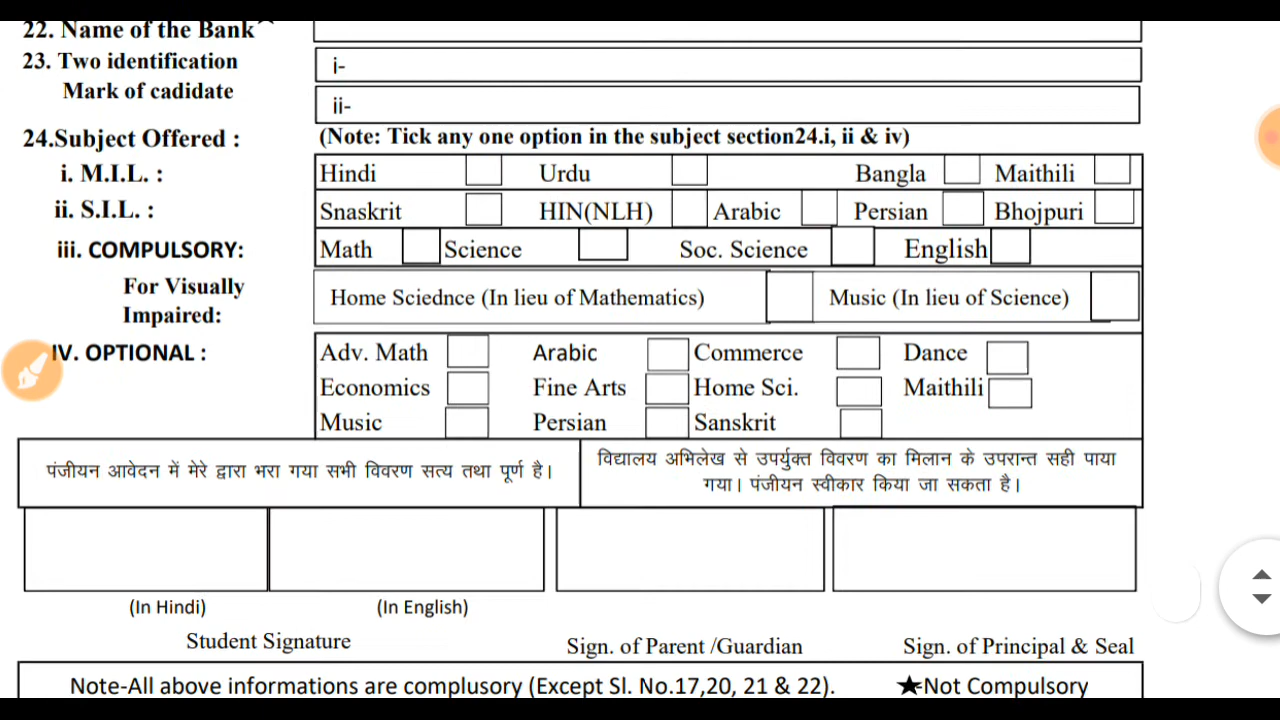 22. Name of the Bank
23. Two identification i-
Mark of cadidate ii-
24.Subject Offered : (Note: Tick any one option in the subject section24.i, ii & iv)
i. M.I.L. : Hindi Urdu Bangla Maithili
ii. S.I.L. : Snaskrit HIN(NLH) Arabic Persian Bhojpuri
iii. COMPULSORY: Math Science Soc. Science English
For Visually Impaired: Home Sciednce (In lieu of Mathematics) Music (In lieu of Science)
IV. OPTIONAL : Adv. Math Arabic Commerce Dance
Economics Fine Arts Home Sci. Maithili
Music Persian Sanskrit
पंजीयन आवेदन में मेरे द्वारा भरा गया सभी विवरण सत्य तथा पूर्ण है।
विद्यालय अभिलेख से उपर्युक्त विवरण का मिलान के उपरान्त सही पाया
गया। पंजीयन स्वीकार किया जा सकता है।
(In Hindi) (In English)
Student Signature Sign. of Parent /Guardian Sign. of Principal & Seal
Note-All above informations are complusory (Except Sl. No.17,20, 21 & 22). ★-Not Compulsory